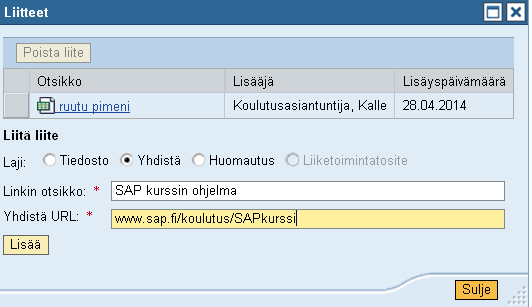 Liitteet
Poista liite
Otsikko Lisääjä Lisäyspäivämäärä
ruutu pimeni Koulutusasiantuntija, Kalle 28.04.2014
Liitä liite
Laji: Tiedosto Yhdistä Huomautus Liiketoimintatosite
Linkin otsikko: * SAP kurssin ohjelma
Yhdistä URL: * www.sap.fi/koulutus/SAPkurssi
Lisää
Sulje